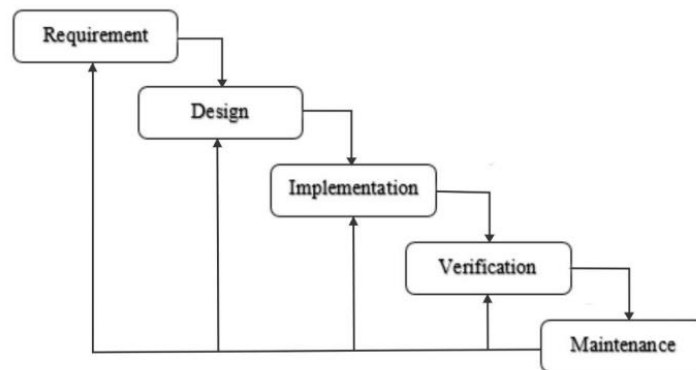 Requirement
Design
Implementation
Verification
Maintenance